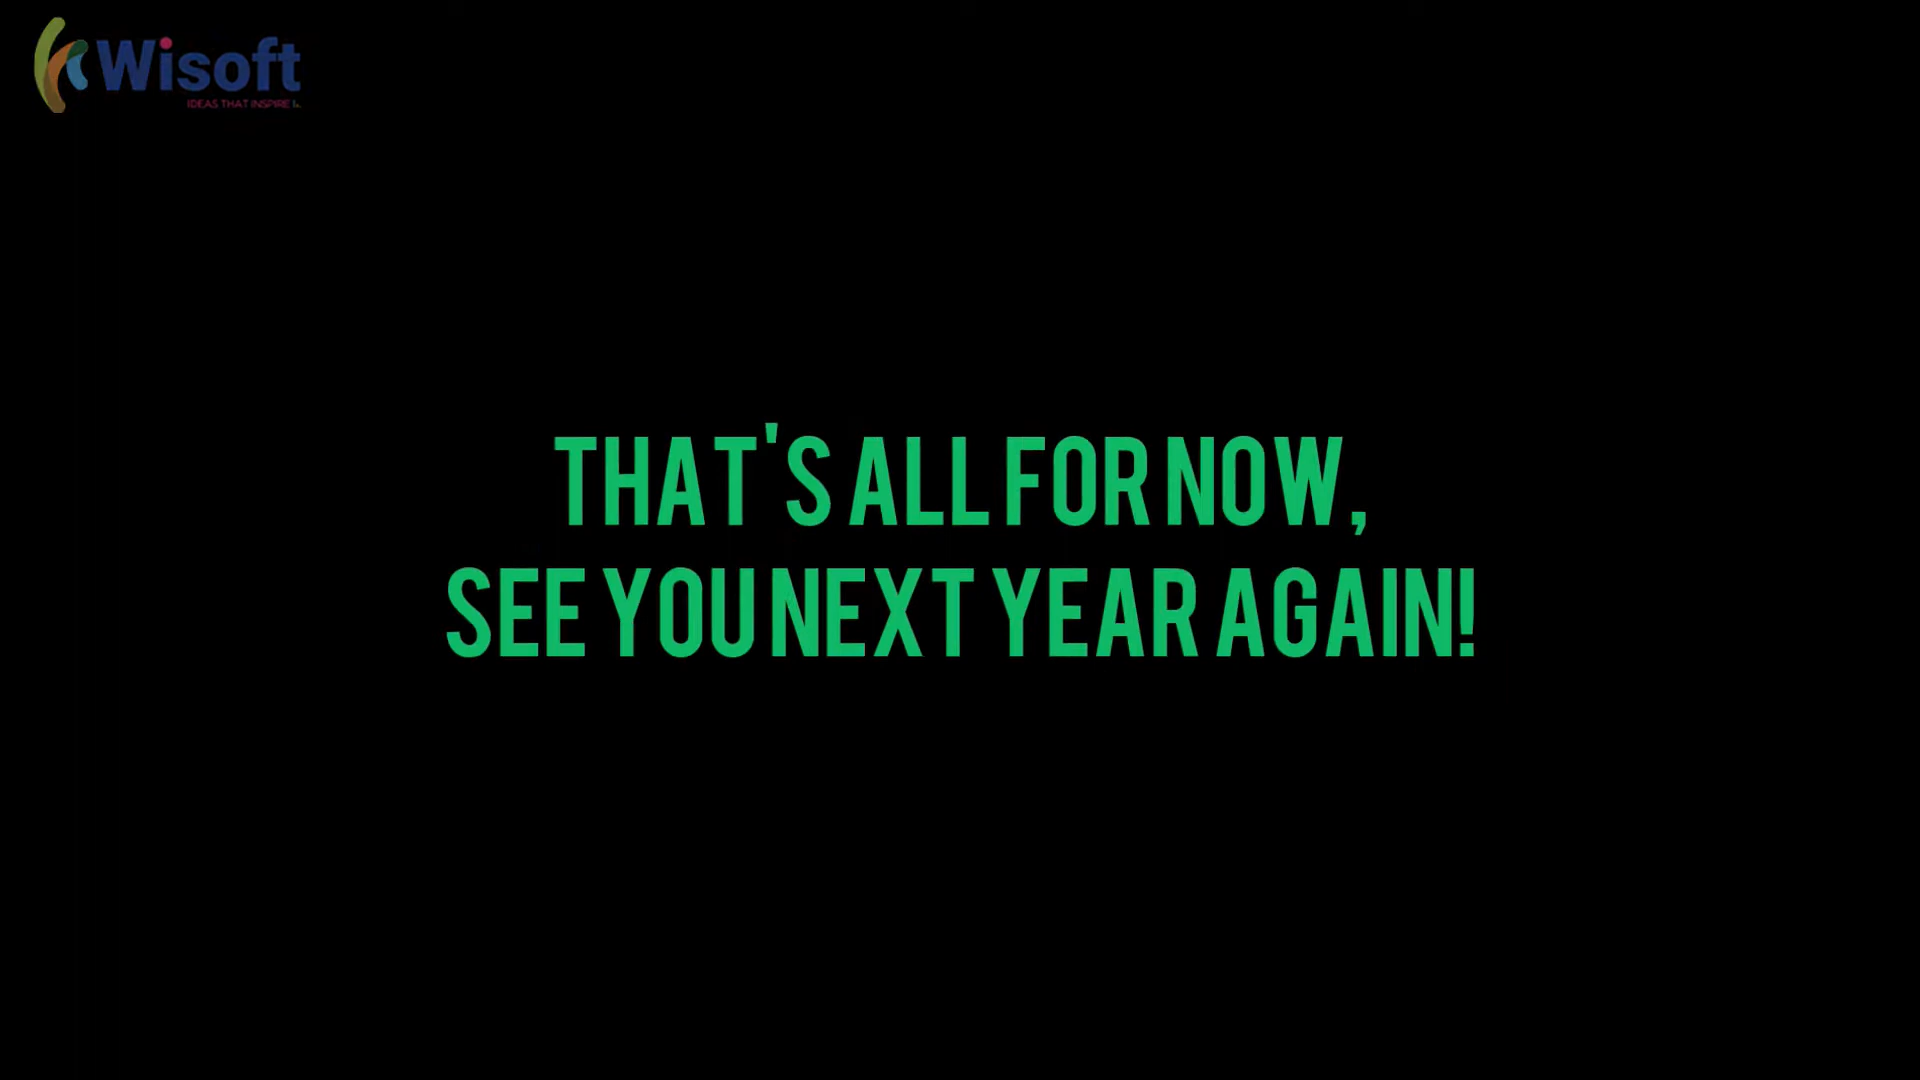 Wisoft
IDEAS THAT INSPIRE
THAT'S ALL FOR NOW,
SEE YOU NEXT YEAR AGAIN!